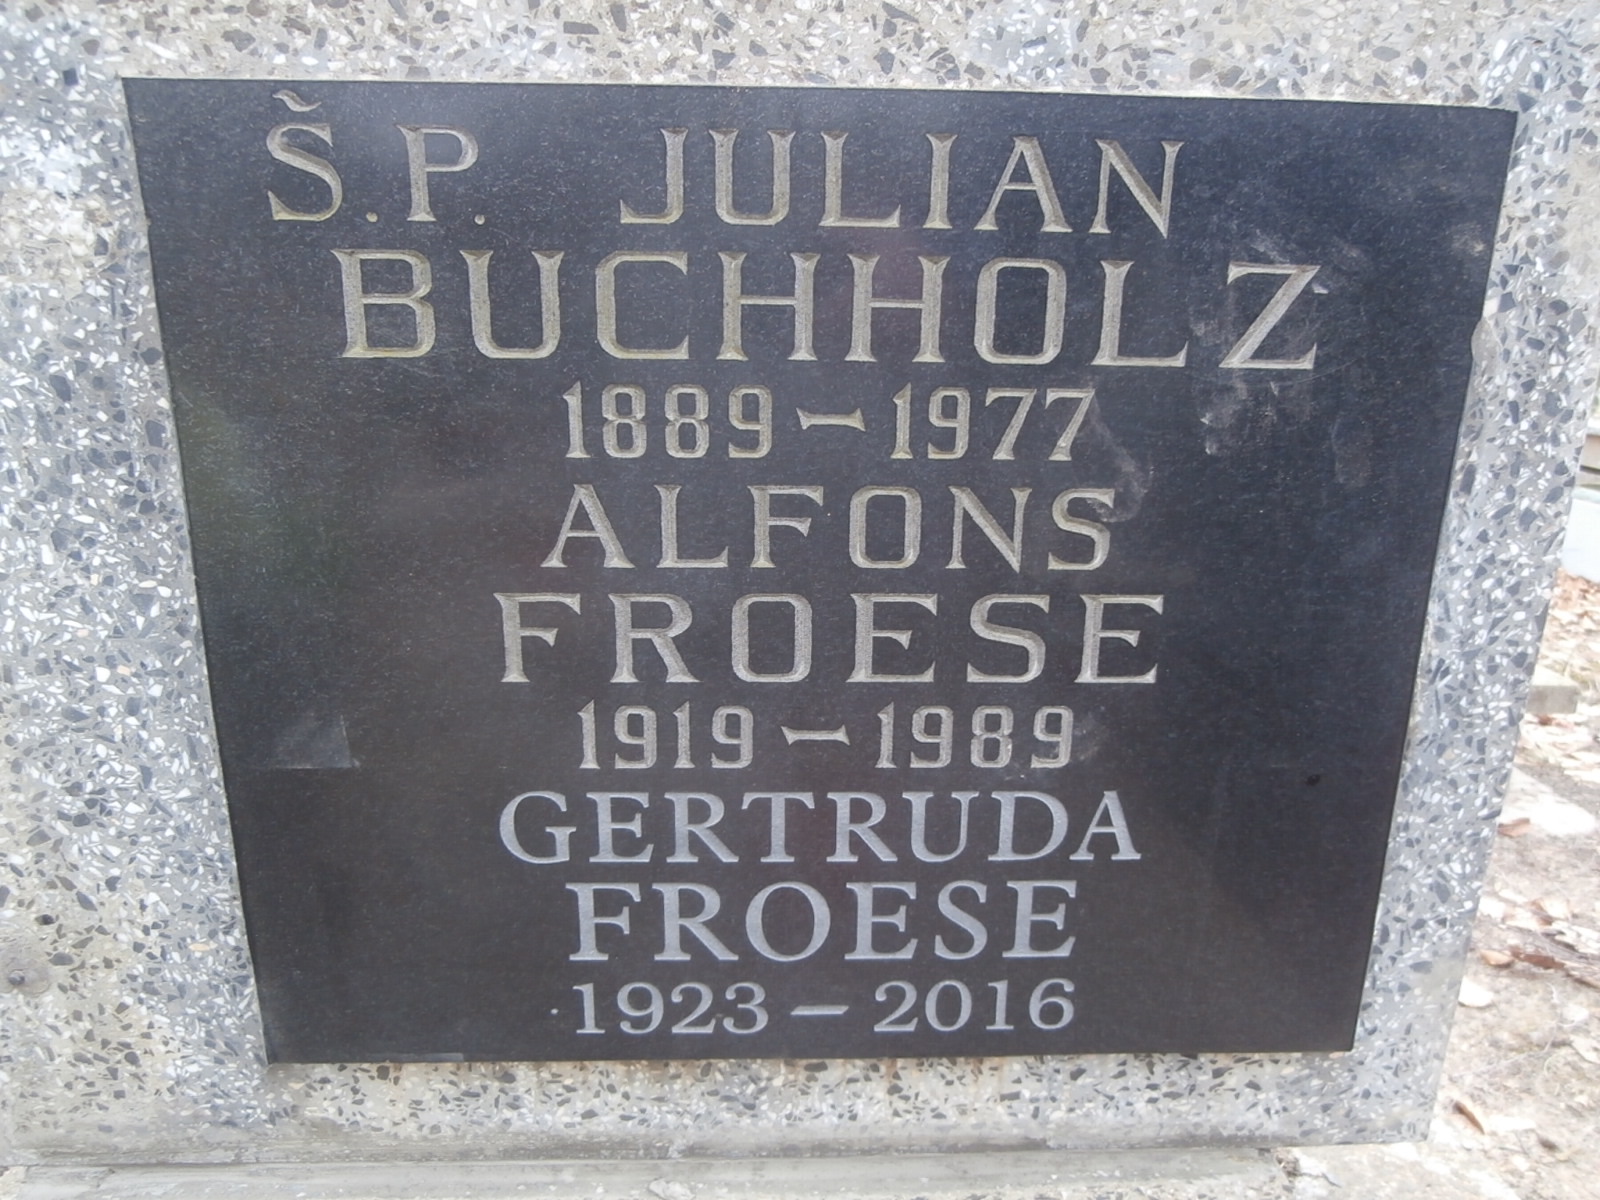 Š.P. JULIAN
BUCHHOLZ
1889 – 1977
ALFONS
FROESE
1919 – 1989
GERTRUDA
FROESE
1923 – 2016